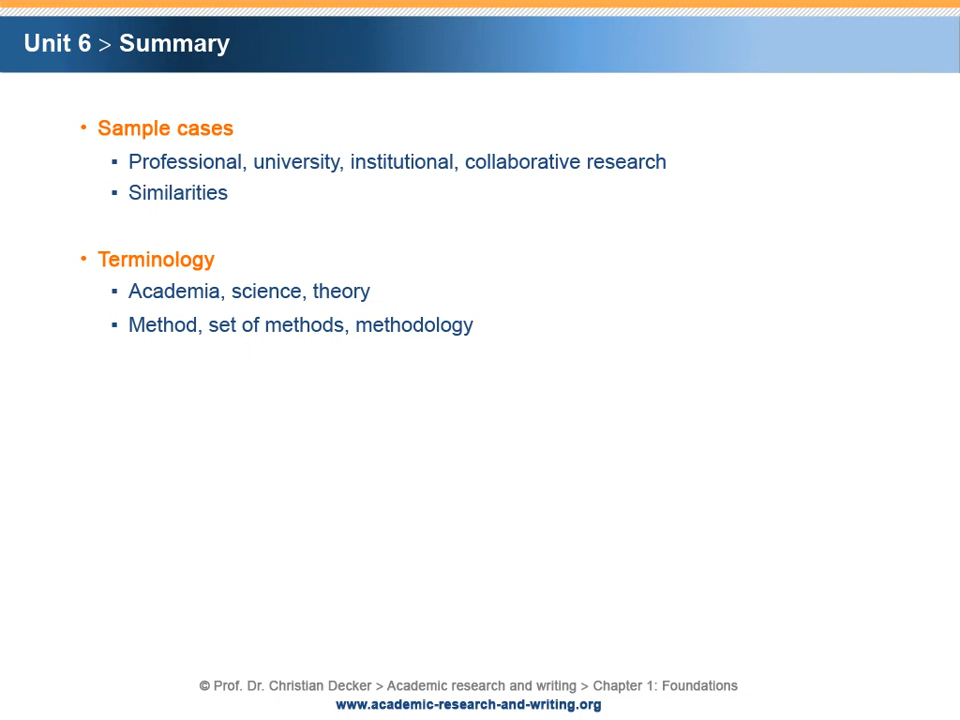 Unit 6 > Summary
• Sample cases
▪ Professional, university, institutional, collaborative research
▪ Similarities
• Terminology
▪ Academia, science, theory
▪ Method, set of methods, methodology
© Prof. Dr. Christian Decker > Academic research and writing > Chapter 1: Foundations
www.academic-research-and-writing.org